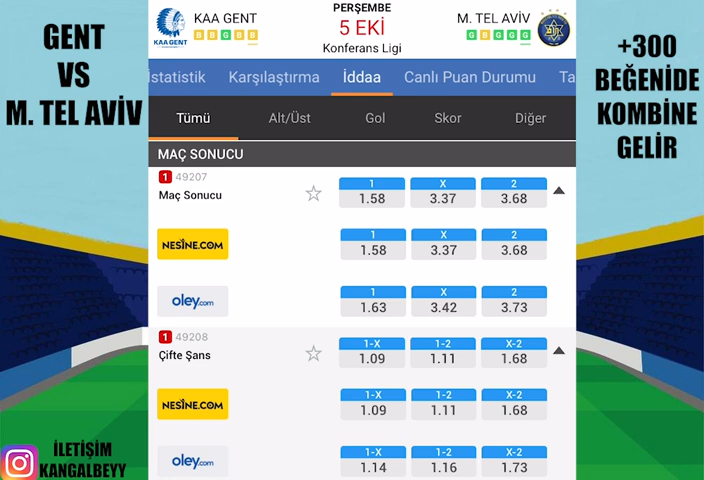 GENT
VS
M. TEL AVİV
KAA GENT
KAA GENT
B B G B B
PERŞEMBE
5 EKİ
Konferans Ligi
M. TEL AVİV
G B G G G
+300
BEĞENİDE
KOMBİNE
GELİR
İstatistik Karşılaştırma İddaa Canlı Puan Durumu Ta
Tümü Alt/Üst Gol Skor Diğer
MAÇ SONUCU
1 49207
Maç Sonucu
1 X 2
1.58 3.37 3.68
NESİNE.COM
1 X 2
1.58 3.37 3.68
oley.com
1 X 2
1.63 3.42 3.73
1 49208
Çifte Şans
1-X 1-2 X-2
1.09 1.11 1.68
NESİNE.COM
1-X 1-2 X-2
1.09 1.11 1.68
oley.com
1-X 1-2 X-2
1.14 1.16 1.73
İLETİŞİM
KANGALBEYY